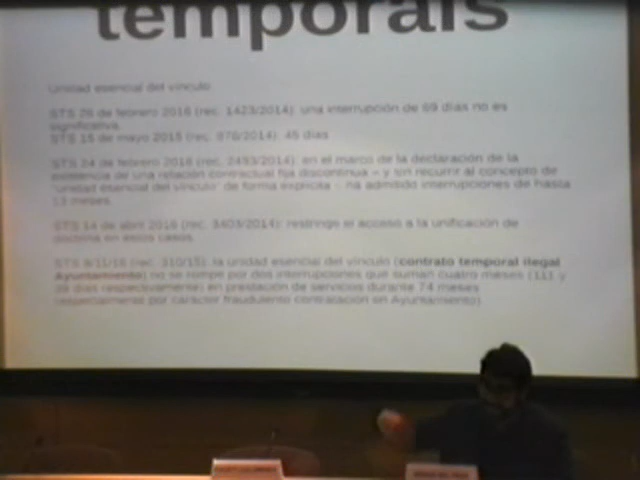 temporals
Unidad esencial del vínculo
STS 26 de febrero 2016 (rec. 1423/2014): una interrupción de 69 días no es
significativa.
STS 15 de mayo 2015 (rec. 878/2014): 45 días
STS 24 de febrero 2016 (rec. 2493/2014): en el marco de la declaración de la
existencia de una relación contractual fija discontinua – y sin recurrir al concepto de
"unidad esencial del vínculo" de forma explícita – ha admitido interrupciones de hasta
13 meses.
STS 14 de abril 2016 (rec. 3403/2014): restringe el acceso a la unificación de
doctrina en estos casos.
STS 8/11/16 (rec. 310/15): la unidad esencial del vínculo (contrato temporal ilegal
Ayuntamiento) no se rompe por dos interrupciones que suman cuatro meses (111 y
39 días respectivamente) en prestación de servicios durante 74 meses
(especialmente por carácter fraudulento contratación en Ayuntamiento)